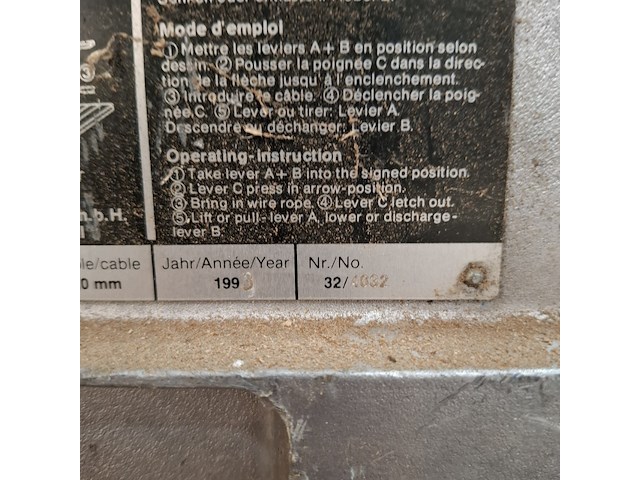 Mode d'emploi
① Mettre les leviers A + B en position selon
dessin. ② Pousser la poignée C dans la direc-
tion de la flèche jusqu'à l'enclenchement.
③ Introduire le câble. ④ Déclencher la poig-
née C. ⑤ Lever ou tirer: Levier A.
Descendre ou décharger: Levier B.
Operating-Instruction
① Take lever A + B into the signed position.
② Lever C press in arrow-position.
③ Bring in wire rope. ④ Lever C letch out.
⑤ Lift or pull - lever A, lower or discharge -
lever B.
③
.b.H.
/cable
0 mm
Jahr/Année/Year
199
Nr./No.
32/